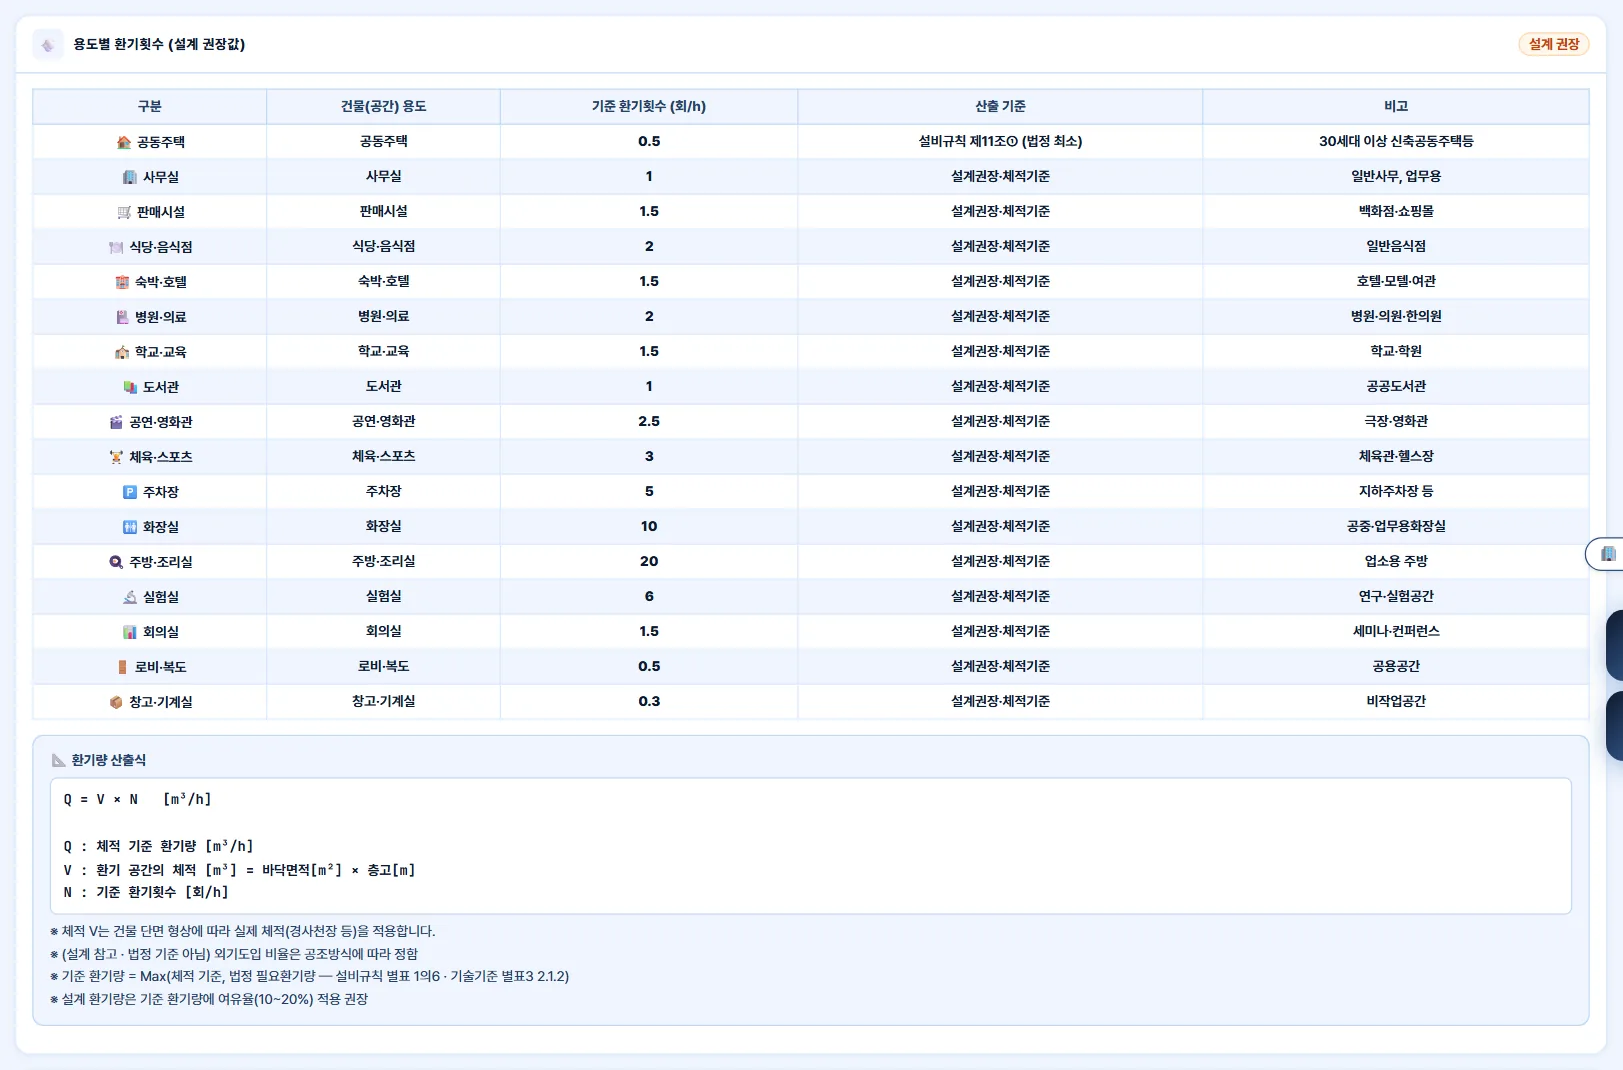 용도별 환기횟수 (설계 권장값)
설계 권장
구분 건물(공간) 용도 기준 환기횟수 (회/h) 산출 기준 비고
공동주택 공동주택 0.5 설비규칙 제11조① (법정 최소) 30세대 이상 신축공동주택등
사무실 사무실 1 설계권장·체적기준 일반사무, 업무용
판매시설 판매시설 1.5 설계권장·체적기준 백화점·쇼핑몰
식당·음식점 식당·음식점 2 설계권장·체적기준 일반음식점
숙박·호텔 숙박·호텔 1.5 설계권장·체적기준 호텔·모텔·여관
병원·의료 병원·의료 2 설계권장·체적기준 병원·의원·한의원
학교·교육 학교·교육 1.5 설계권장·체적기준 학교·학원
도서관 도서관 1 설계권장·체적기준 공공도서관
공연·영화관 공연·영화관 2.5 설계권장·체적기준 극장·영화관
체육·스포츠 체육·스포츠 3 설계권장·체적기준 체육관·헬스장
주차장 주차장 5 설계권장·체적기준 지하주차장 등
화장실 화장실 10 설계권장·체적기준 공중·업무용화장실
주방·조리실 주방·조리실 20 설계권장·체적기준 업소용 주방
실험실 실험실 6 설계권장·체적기준 연구·실험공간
회의실 회의실 1.5 설계권장·체적기준 세미나·컨퍼런스
로비·복도 로비·복도 0.5 설계권장·체적기준 공용공간
창고·기계실 창고·기계실 0.3 설계권장·체적기준 비작업공간
환기량 산출식
Q = V × N [m³/h]
Q : 체적 기준 환기량 [m³/h]
V : 환기 공간의 체적 [m³] = 바닥면적[m²] × 층고[m]
N : 기준 환기횟수 [회/h]
※ 체적 V는 건물 단면 형상에 따라 실제 체적(경사천장 등)을 적용합니다.
※ (설계 참고 · 법정 기준 아님) 외기도입 비율은 공조방식에 따라 정함
※ 기준 환기량 = Max(체적 기준, 법정 필요환기량 — 설비규칙 별표 1의6 · 기술기준 별표3 2.1.2)
※ 설계 환기량은 기준 환기량에 여유율(10~20%) 적용 권장